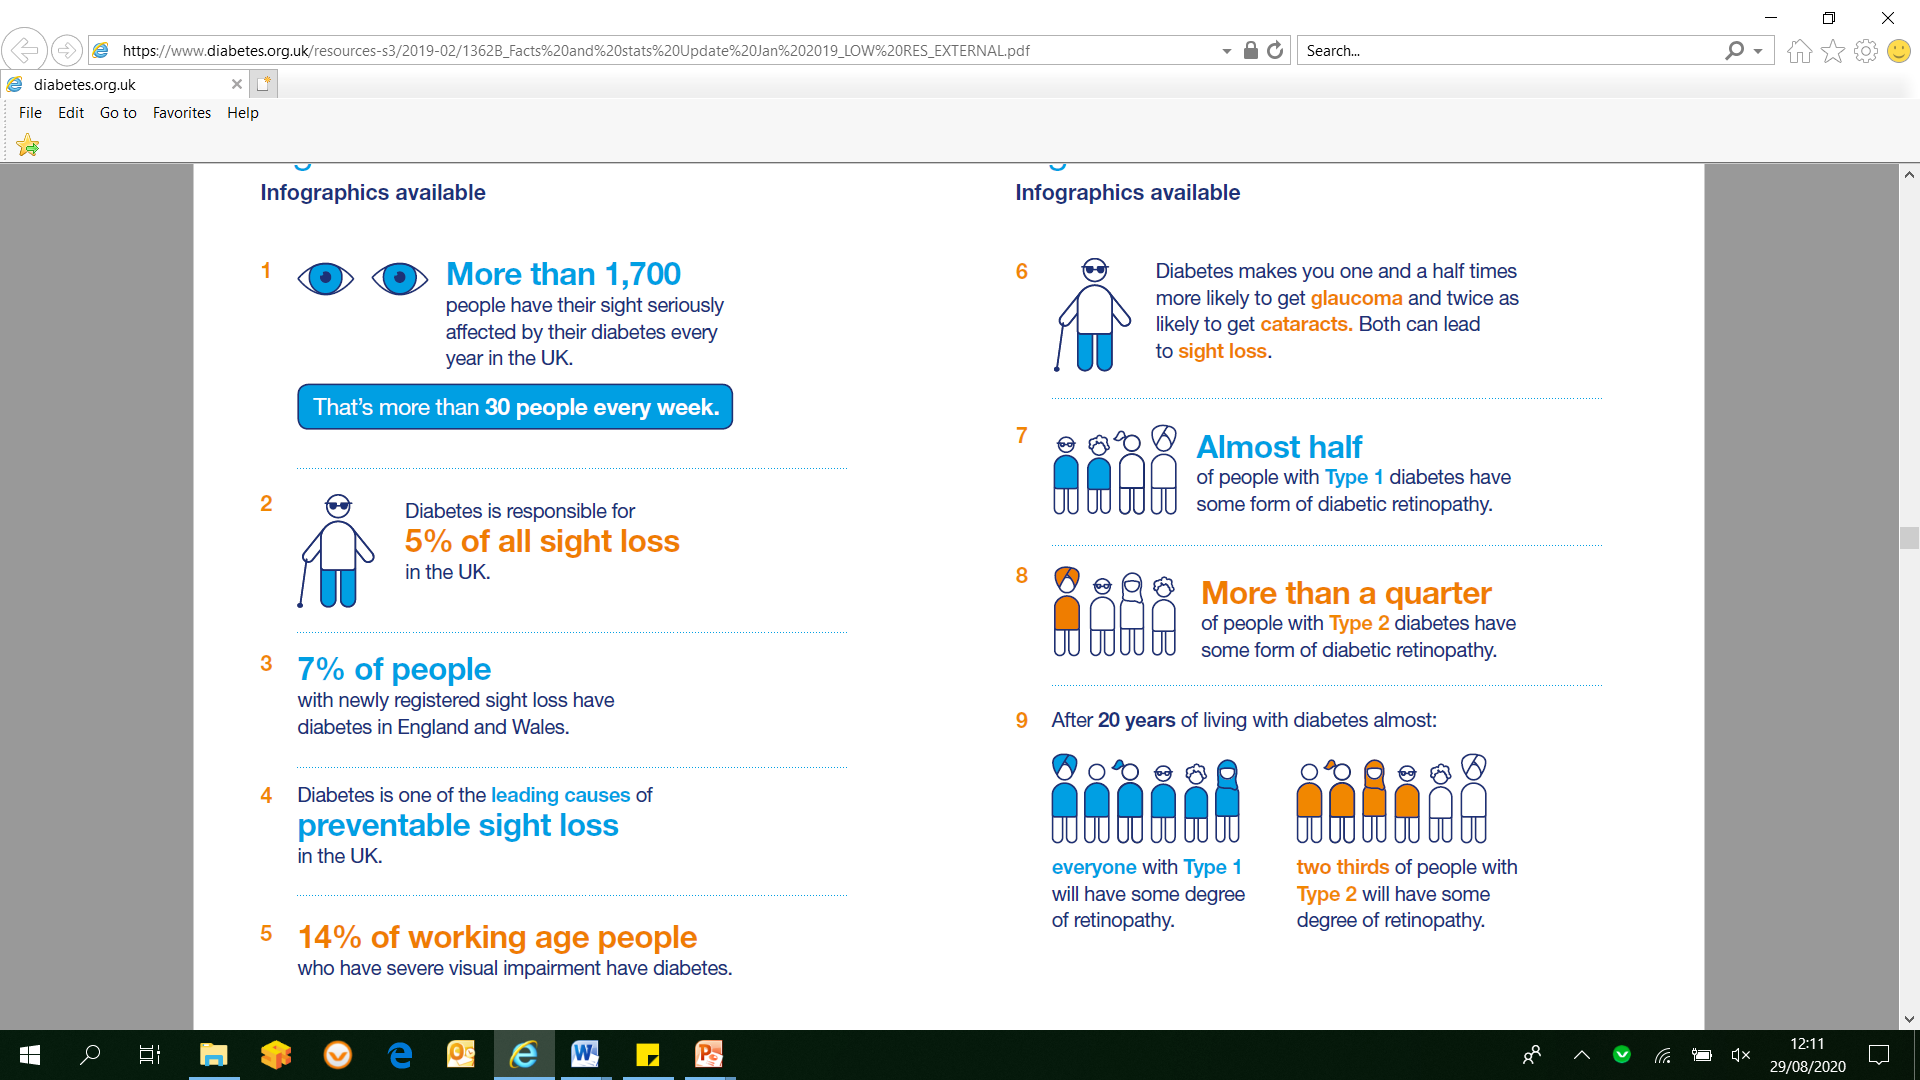 https://www.diabetes.org.uk/resources-s3/2019-02/1362B_Facts%20and%20stats%20Update%20Jan%202019_LOW%20RES_EXTERNAL.pdf
Search...
diabetes.org.uk
File Edit Go to Favorites Help
Infographics available
1
More than 1,700
people have their sight seriously
affected by their diabetes every
year in the UK.
That's more than 30 people every week.
2
Diabetes is responsible for
5% of all sight loss
in the UK.
3
7% of people
with newly registered sight loss have
diabetes in England and Wales.
4
Diabetes is one of the leading causes of
preventable sight loss
in the UK.
5
14% of working age people
who have severe visual impairment have diabetes.
Infographics available
6
Diabetes makes you one and a half times
more likely to get glaucoma and twice as
likely to get cataracts. Both can lead
to sight loss.
7
Almost half
of people with Type 1 diabetes have
some form of diabetic retinopathy.
8
More than a quarter
of people with Type 2 diabetes have
some form of diabetic retinopathy.
9
After 20 years of living with diabetes almost:
everyone with Type 1
will have some degree
of retinopathy.
two thirds of people with
Type 2 will have some
degree of retinopathy.
12:11
29/08/2020